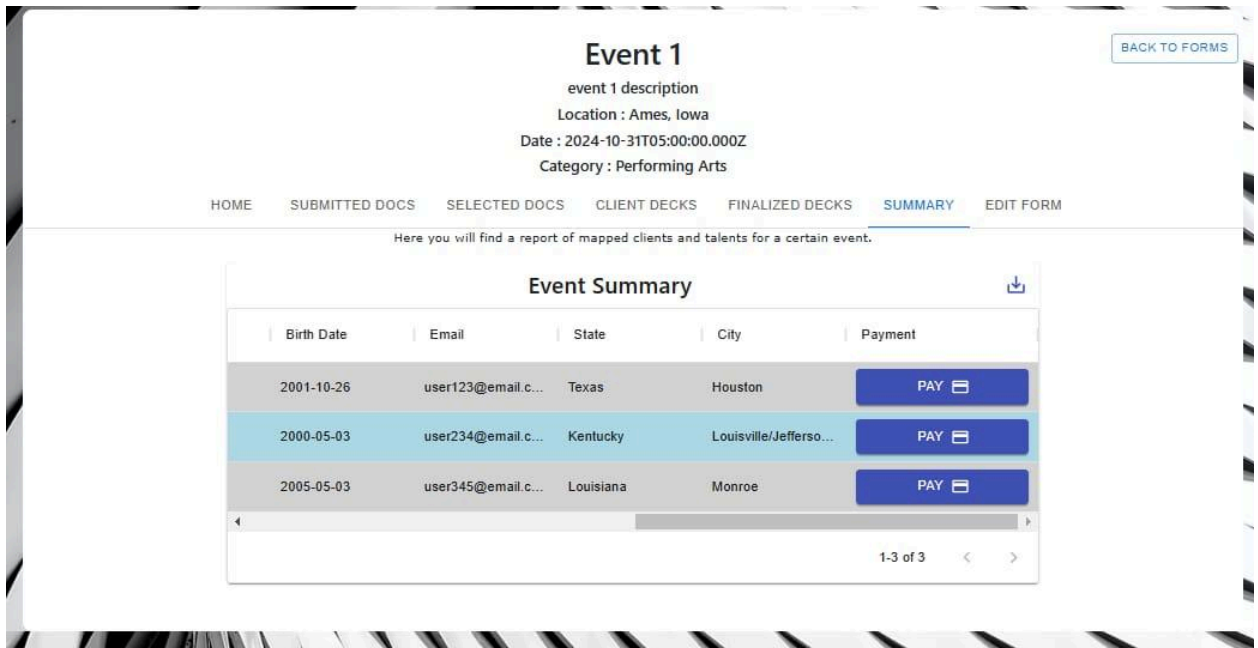 Event 1
BACK TO FORMS
event 1 description
Location : Ames, Iowa
Date : 2024-10-31T05:00:00.000Z
Category : Performing Arts
HOME SUBMITTED DOCS SELECTED DOCS CLIENT DECKS FINALIZED DECKS SUMMARY EDIT FORM
Here you will find a report of mapped clients and talents for a certain event.
Event Summary
Birth Date Email State City Payment
2001-10-26 user123@email.c... Texas Houston PAY
2000-05-03 user234@email.c... Kentucky Louisville/Jefferso... PAY
2005-05-03 user345@email.c... Louisiana Monroe PAY
1-3 of 3